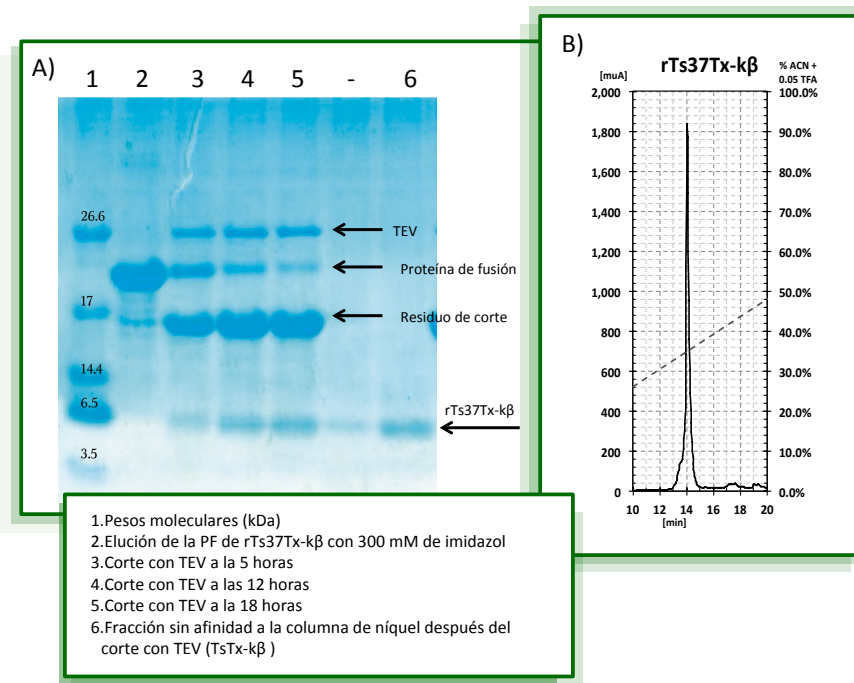 A)
1 2 3 4 5 - 6
26.6
17
14.4
6.5
3.5
TEV
Proteína de fusión
Residuo de corte
rTs37Tx-kβ
1.Pesos moleculares (kDa)
2.Elución de la PF de rTs37Tx-kβ con 300 mM de imidazol
3.Corte con TEV a la 5 horas
4.Corte con TEV a las 12 horas
5.Corte con TEV a la 18 horas
6.Fracción sin afinidad a la columna de níquel después del
corte con TEV (TsTx-kβ )
B)
rTs37Tx-kβ
[muA]
% ACN +
0.05 TFA
2,000 100.0%
1,800 90.0%
1,600 80.0%
1,400 70.0%
1,200 60.0%
1,000 50.0%
800 40.0%
600 30.0%
400 20.0%
200 10.0%
0 0.0%
10 12 14 16 18 20
[min]